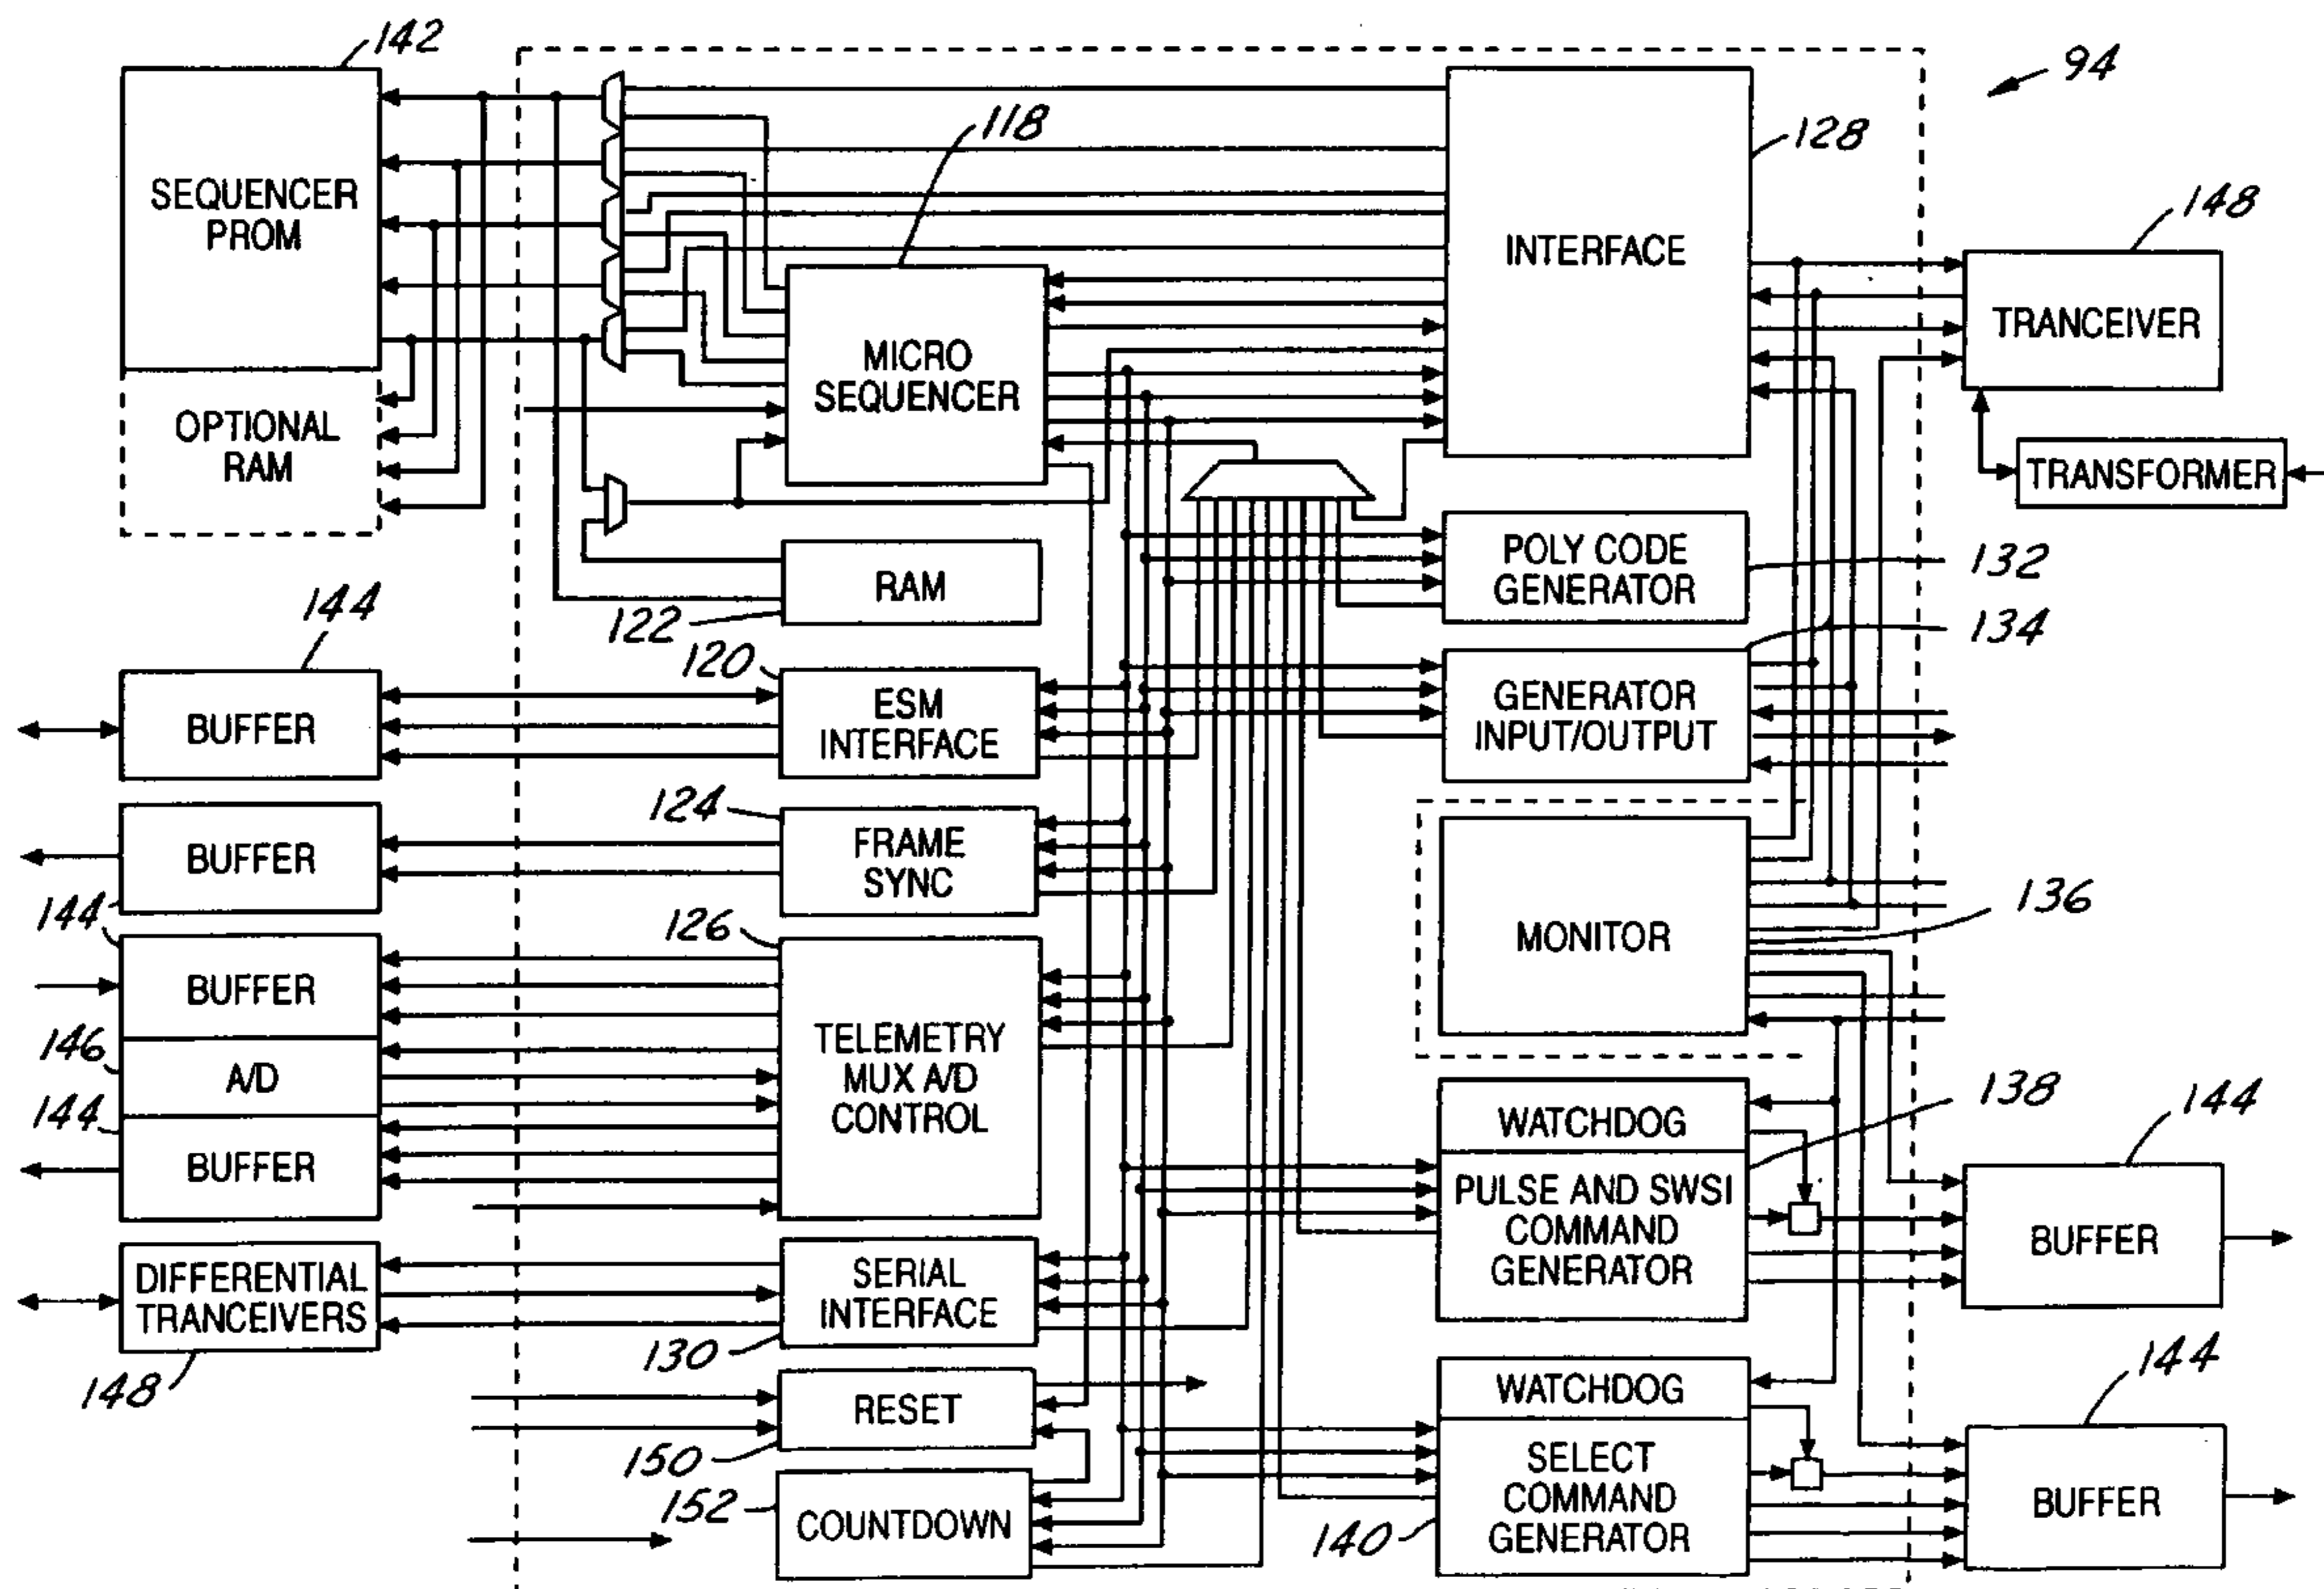 142
94
118
128
SEQUENCER
PROM
148
INTERFACE
TRANCEIVER
MICRO
SEQUENCER
OPTIONAL
RAM
TRANSFORMER
POLY CODE
GENERATOR
132
RAM
122
144
134
120
BUFFER
ESM
INTERFACE
GENERATOR
INPUT/OUTPUT
124
BUFFER
FRAME
SYNC
144
136
MONITOR
126
BUFFER
TELEMETRY
MUX A/D
CONTROL
146
A/D
144
BUFFER
WATCHDOG
138
144
PULSE AND SWSI
COMMAND
GENERATOR
BUFFER
DIFFERENTIAL
TRANCEIVERS
SERIAL
INTERFACE
130
148
144
WATCHDOG
RESET
150
SELECT
COMMAND
GENERATOR
BUFFER
152
COUNTDOWN
140